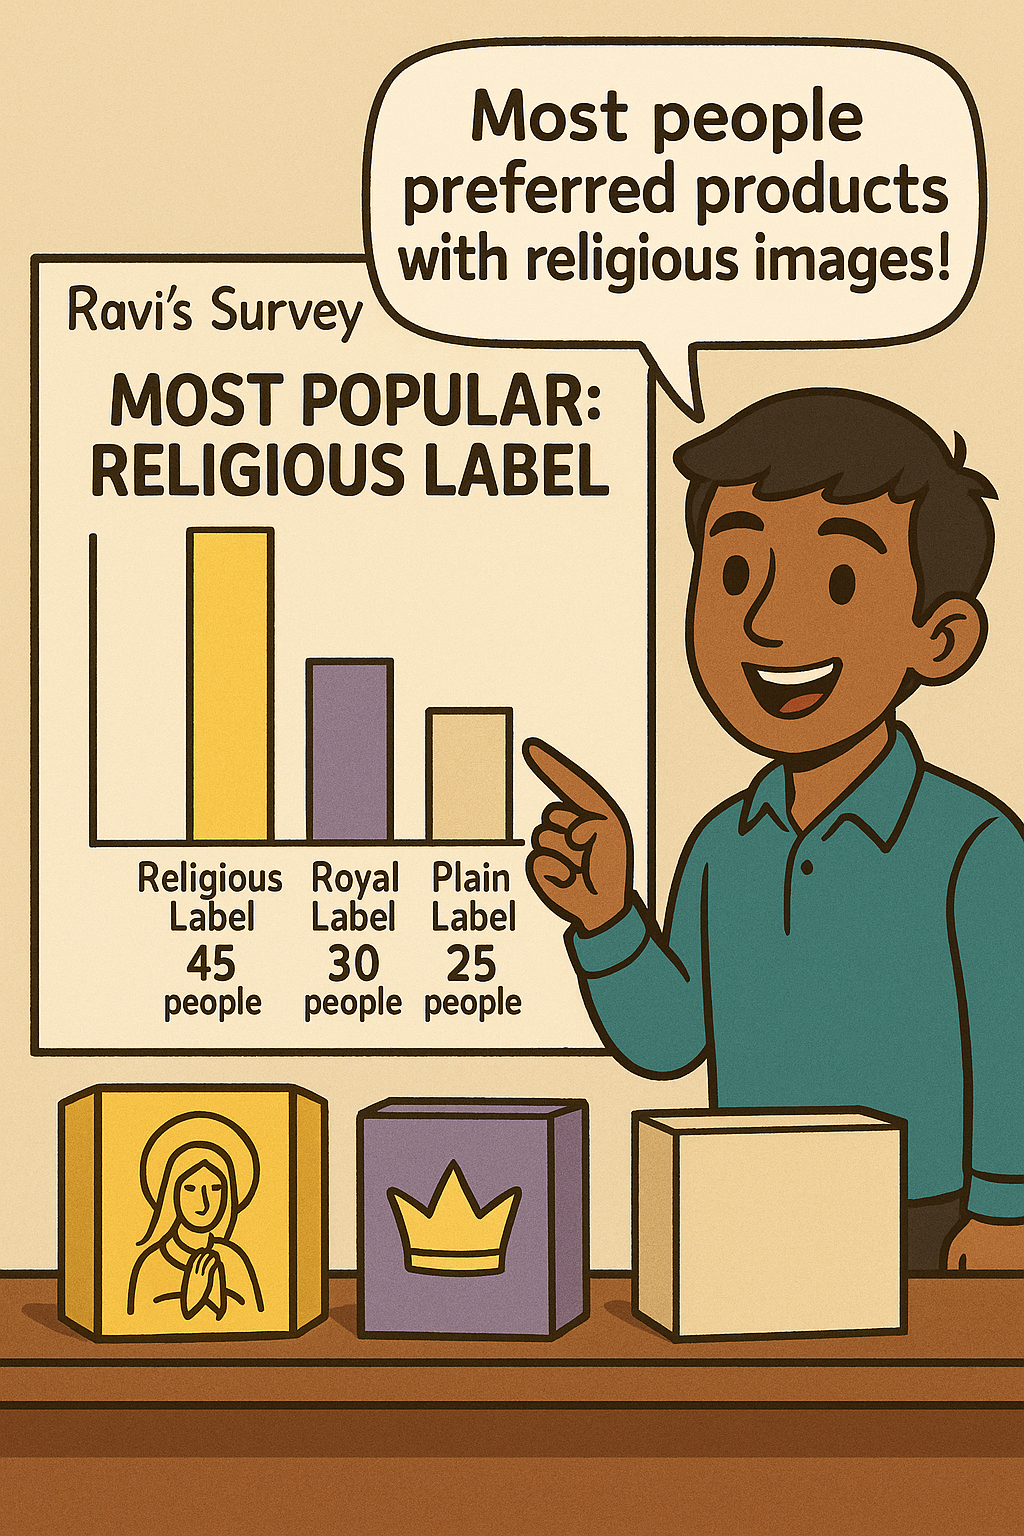 Most people
preferred products
with religious images!
Ravi's Survey
MOST POPULAR:
RELIGIOUS LABEL
Religious
Label
45
people
Royal
Label
30
people
Plain
Label
25
people